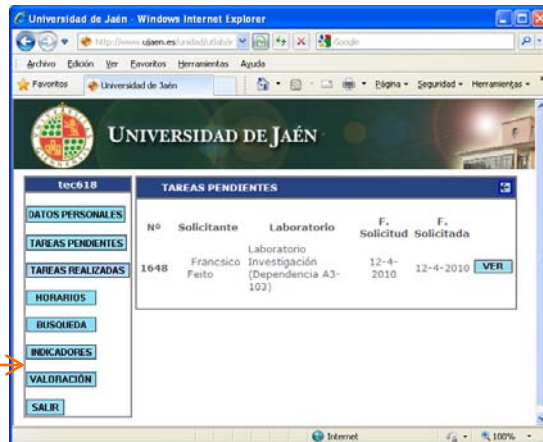 Universidad de Jaén - Windows Internet Explorer
Google
Archivo Edición Ver Favoritos Herramientas Ayuda
Favoritos Universidad de Jaén Página Seguridad Herramientas
UNIVERSIDAD DE JAÉN
tec618
DATOS PERSONALES
TAREAS PENDIENTES
TAREAS REALIZADAS
HORARIOS
BUSQUEDA
INDICADORES
VALORACIÓN
SALIR
TAREAS PENDIENTES
Nº Solicitante Laboratorio F. Solicitud F. Solicitada
1648 Francsico Feito Laboratorio Investigación (Dependencia A3-103) 12-4-2010 12-4-2010 VER
Internet 100%